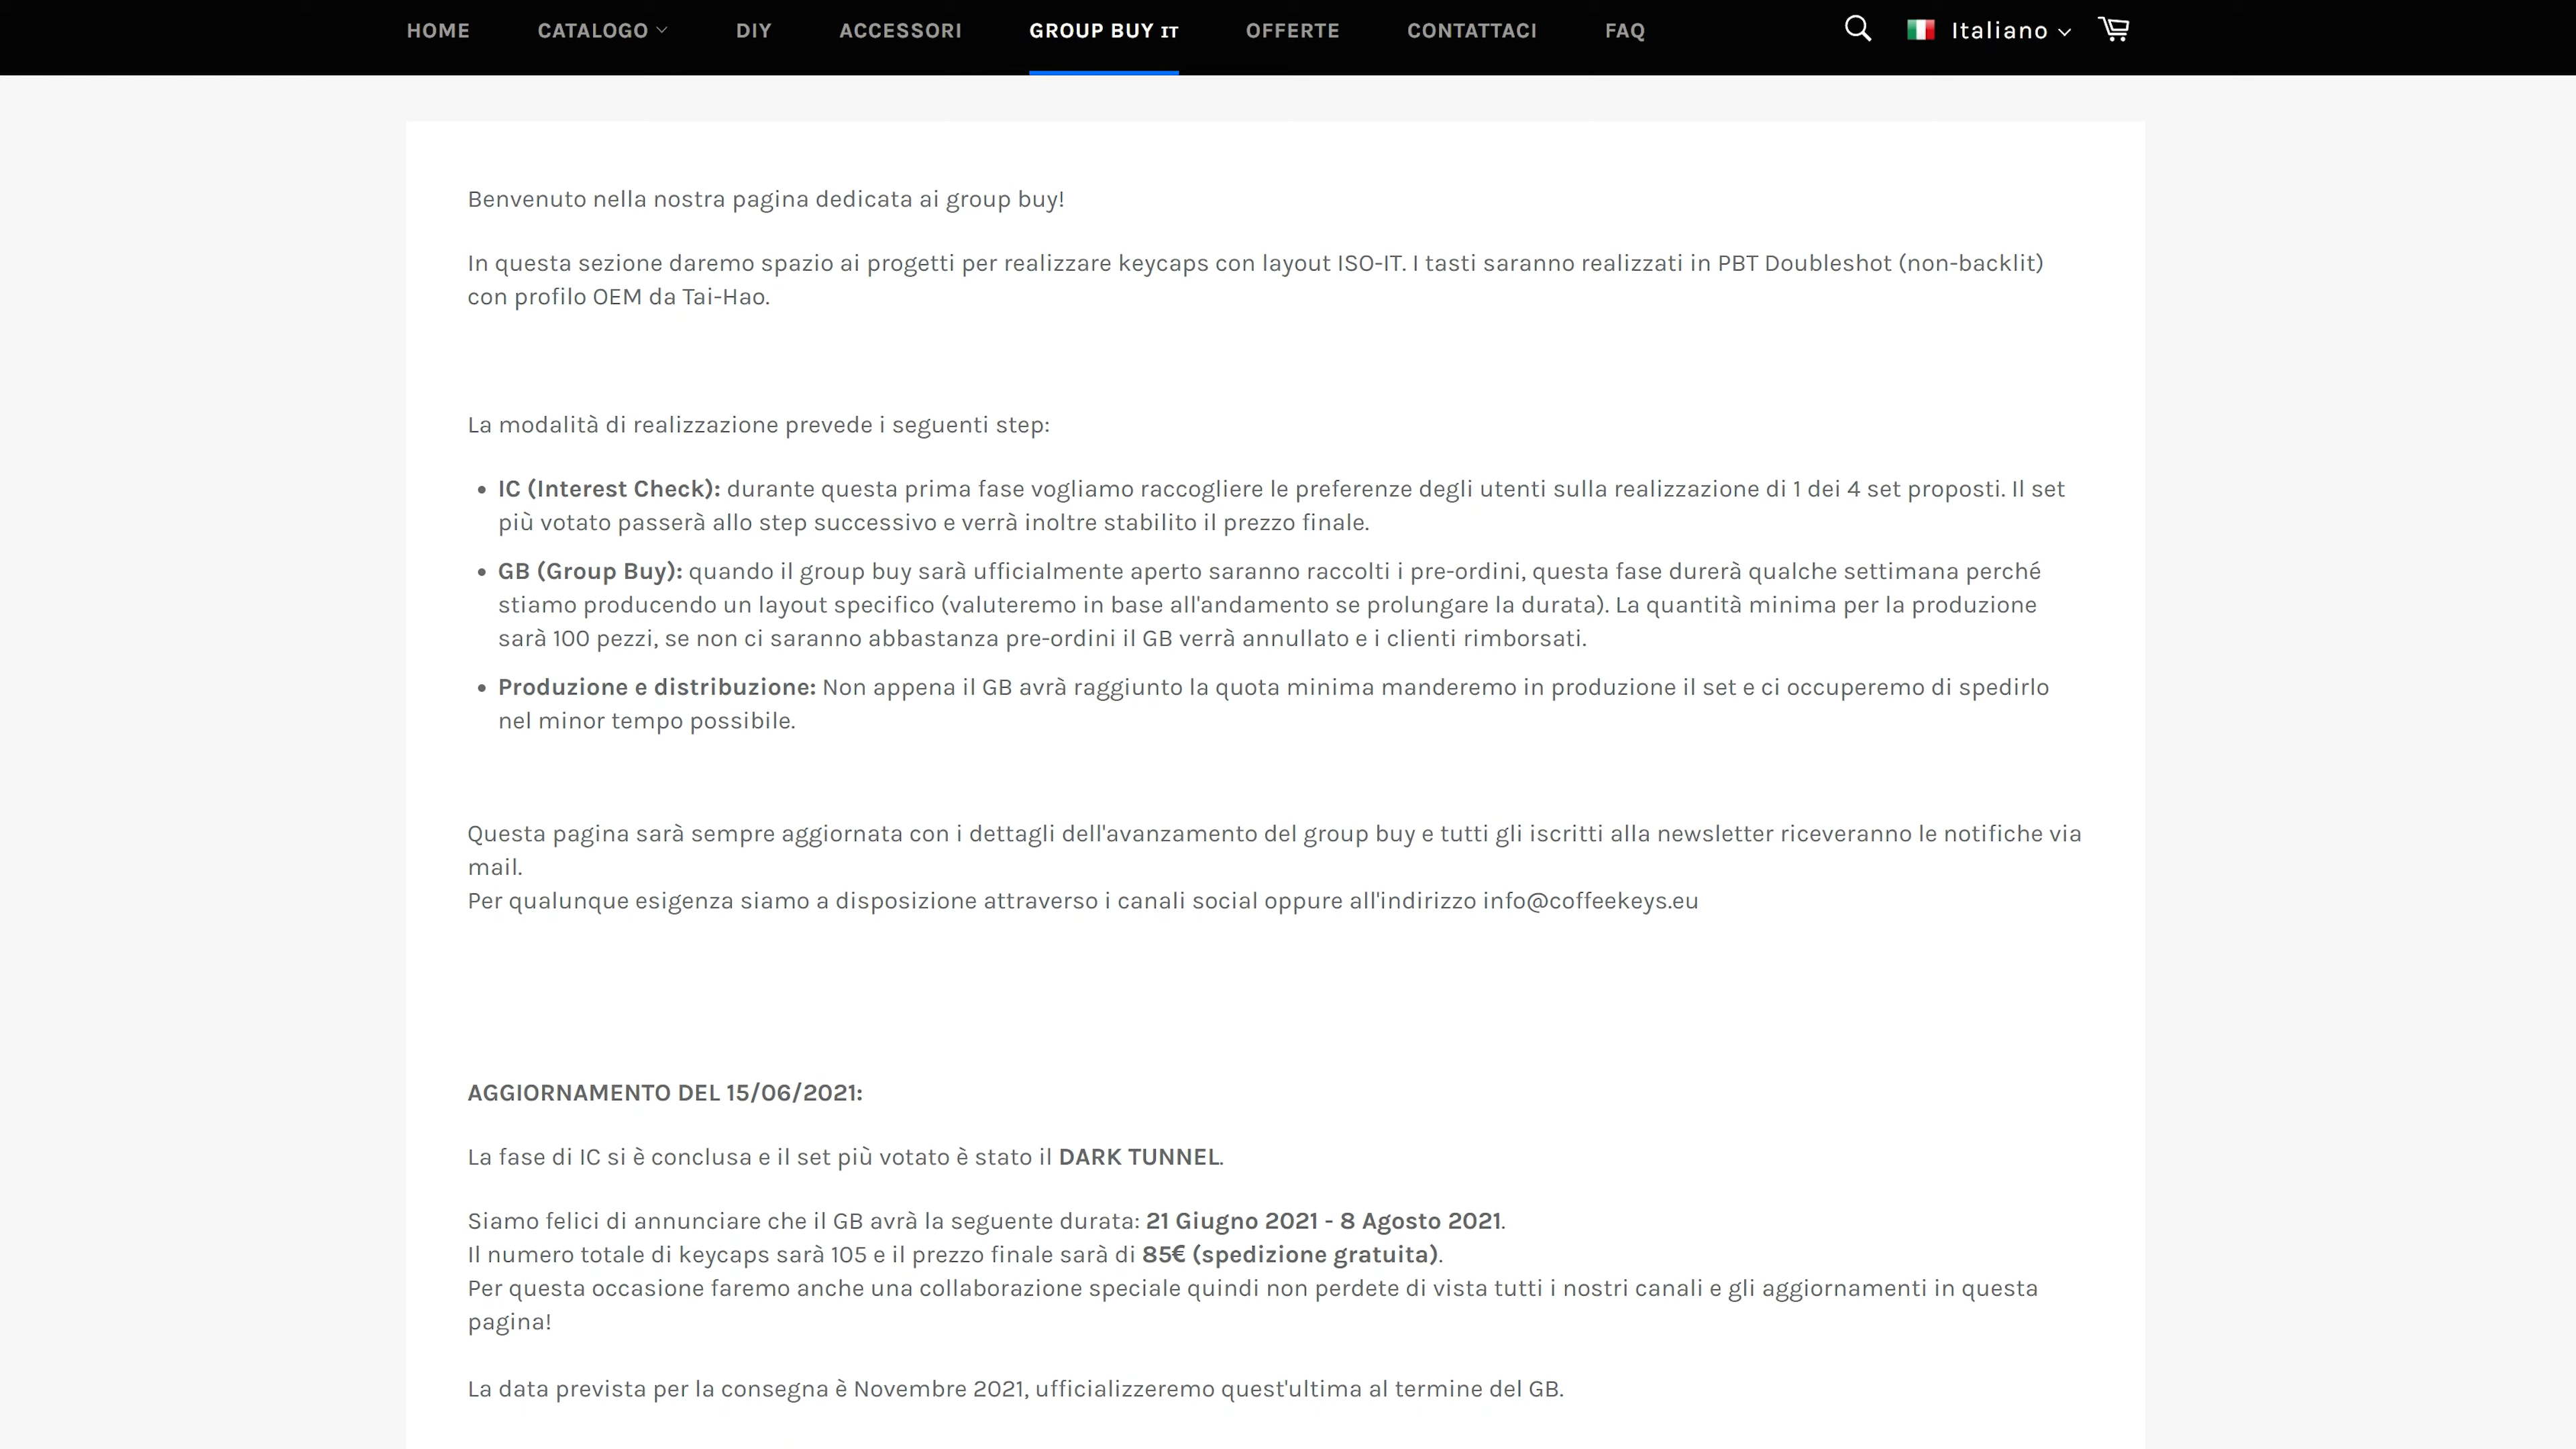 HOME CATALOGO DIY ACCESSORI GROUP BUY IT OFFERTE CONTATTACI FAQ Italiano
Benvenuto nella nostra pagina dedicata ai group buy!
In questa sezione daremo spazio ai progetti per realizzare keycaps con layout ISO-IT. I tasti saranno realizzati in PBT Doubleshot (non-backlit)
con profilo OEM da Tai-Hao.
La modalità di realizzazione prevede i seguenti step:
• IC (Interest Check): durante questa prima fase vogliamo raccogliere le preferenze degli utenti sulla realizzazione di 1 dei 4 set proposti. Il set
più votato passerà allo step successivo e verrà inoltre stabilito il prezzo finale.
• GB (Group Buy): quando il group buy sarà ufficialmente aperto saranno raccolti i pre-ordini, questa fase durerà qualche settimana perché
stiamo producendo un layout specifico (valuteremo in base all'andamento se prolungare la durata). La quantità minima per la produzione
sarà 100 pezzi, se non ci saranno abbastanza pre-ordini il GB verrà annullato e i clienti rimborsati.
• Produzione e distribuzione: Non appena il GB avrà raggiunto la quota minima manderemo in produzione il set e ci occuperemo di spedirlo
nel minor tempo possibile.
Questa pagina sarà sempre aggiornata con i dettagli dell'avanzamento del group buy e tutti gli iscritti alla newsletter riceveranno le notifiche via
mail.
Per qualunque esigenza siamo a disposizione attraverso i canali social oppure all'indirizzo info@coffeekeys.eu
AGGIORNAMENTO DEL 15/06/2021:
La fase di IC si è conclusa e il set più votato è stato il DARK TUNNEL.
Siamo felici di annunciare che il GB avrà la seguente durata: 21 Giugno 2021 - 8 Agosto 2021.
Il numero totale di keycaps sarà 105 e il prezzo finale sarà di 85€ (spedizione gratuita).
Per questa occasione faremo anche una collaborazione speciale quindi non perdete di vista tutti i nostri canali e gli aggiornamenti in questa
pagina!
La data prevista per la consegna è Novembre 2021, ufficializzeremo quest'ultima al termine del GB.